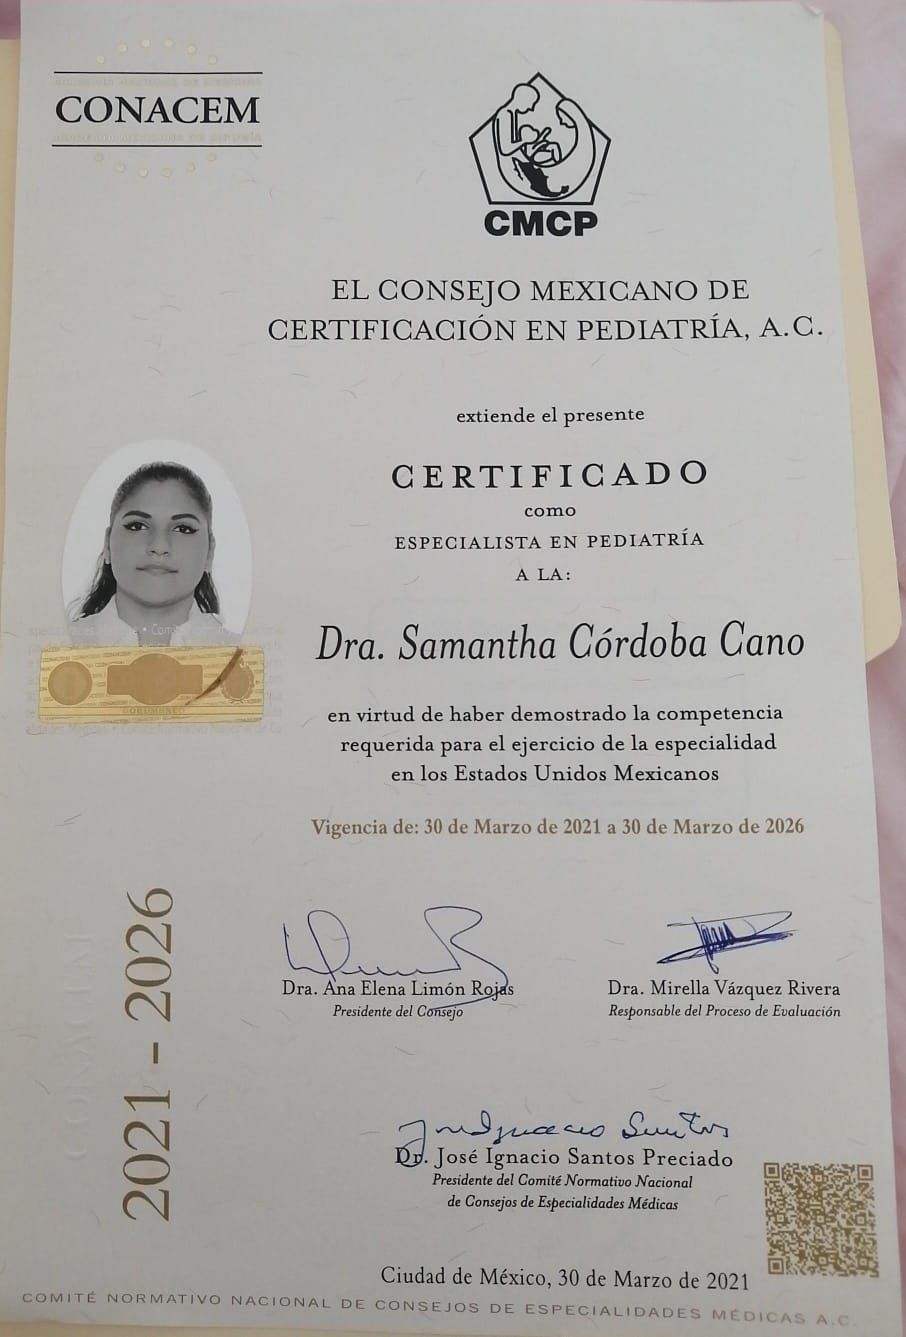 CONACEM
CMCP
EL CONSEJO MEXICANO DE
CERTIFICACIÓN EN PEDIATRÍA, A.C.
extiende el presente
CERTIFICADO
como
ESPECIALISTA EN PEDIATRÍA
A LA:
Dra. Samantha Córdoba Cano
en virtud de haber demostrado la competencia
requerida para el ejercicio de la especialidad
en los Estados Unidos Mexicanos
Vigencia de: 30 de Marzo de 2021 a 30 de Marzo de 2026
2021 - 2026
Dra. Ana Elena Limón Rojas
Presidente del Consejo
Dra. Mirella Vázquez Rivera
Responsable del Proceso de Evaluación
Dr. José Ignacio Santos Preciado
Presidente del Comité Normativo Nacional
de Consejos de Especialidades Médicas
Ciudad de México, 30 de Marzo de 2021
COMITÉ NORMATIVO NACIONAL DE CONSEJOS DE ESPECIALIDADES MÉDICAS A.C.